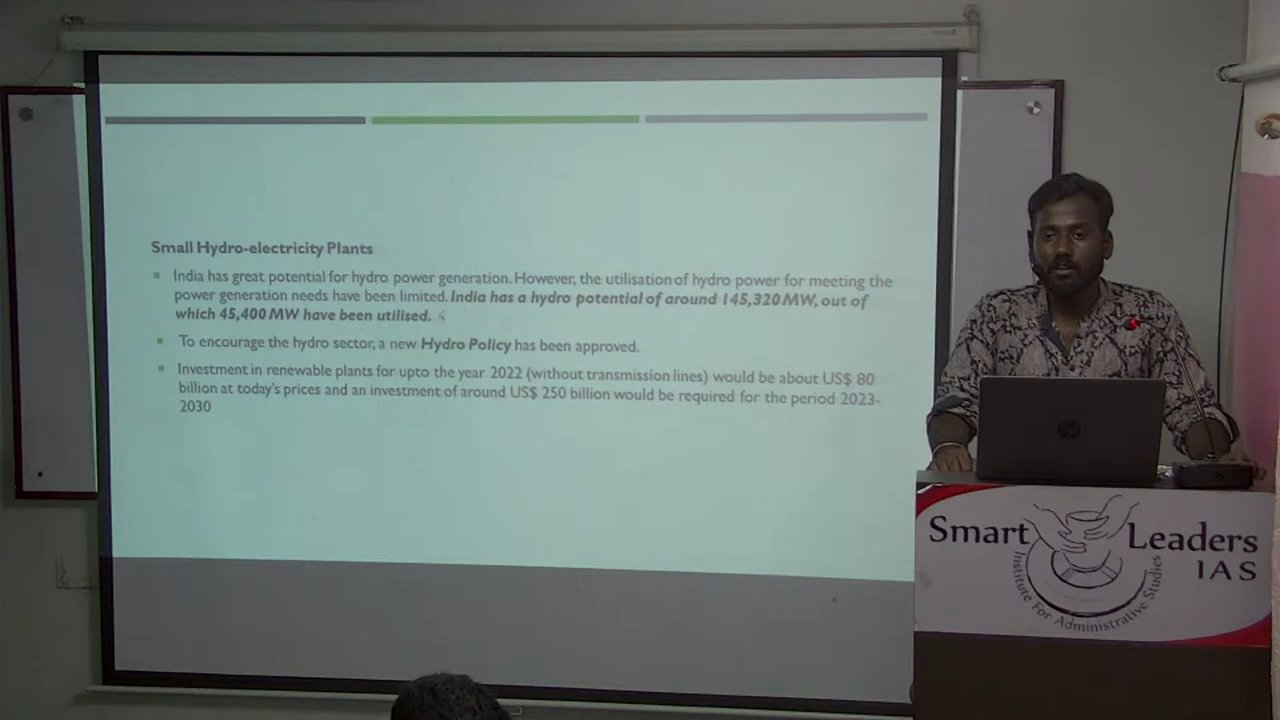 Small Hydro-electricity Plants
India has great potential for hydro power generation. However, the utilisation of hydro power for meeting the
power generation needs have been limited. India has a hydro potential of around 145,320 MW, out of
which 45,400 MW have been utilised.
To encourage the hydro sector, a new Hydro Policy has been approved.
Investment in renewable plants for upto the year 2022 (without transmission lines) would be about US$ 80
billion at today's prices and an investment of around US$ 250 billion would be required for the period 2023-
2030
Smart Leaders
IAS
Institute For Administrative Studies
hp